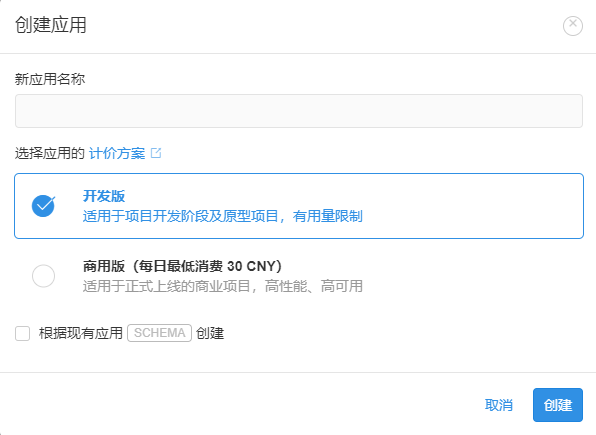 创建应用
新应用名称
选择应用的 计价方案
开发版
适用于项目开发阶段及原型项目，有用量限制
商用版（每日最低消费 30 CNY）
适用于正式上线的商业项目，高性能、高可用
根据现有应用 SCHEMA 创建
取消 创建